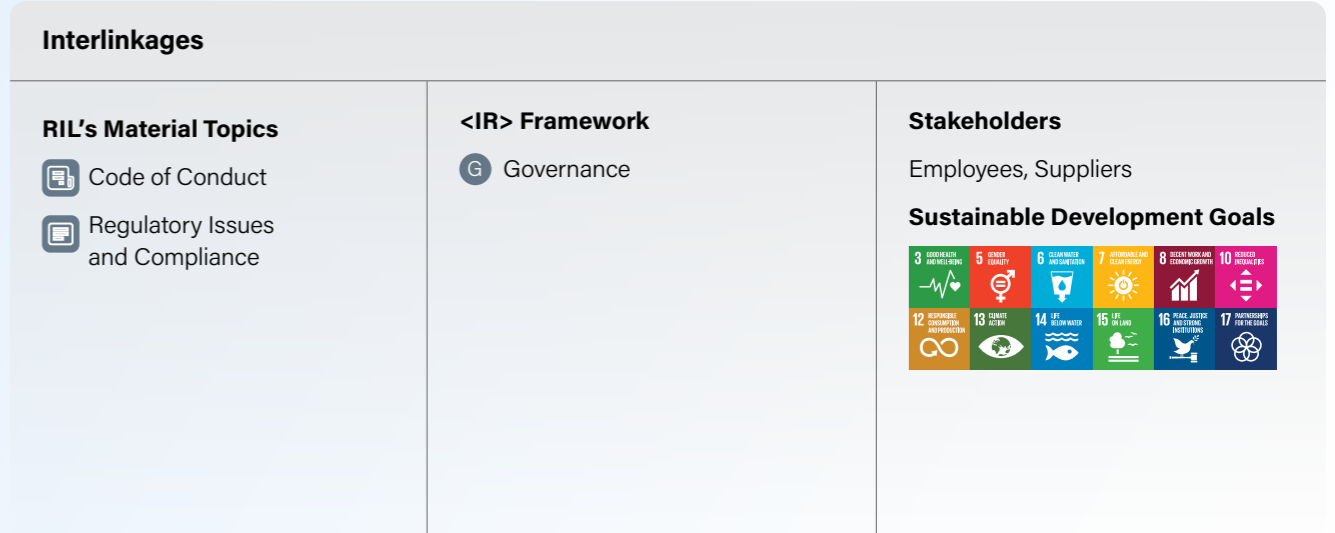 Interlinkages
RIL's Material Topics
Code of Conduct
Regulatory Issues
and Compliance
<IR> Framework
G Governance
Stakeholders
Employees, Suppliers
Sustainable Development Goals
3 GOOD HEALTH
AND WELL-BEING
5 GENDER
EQUALITY
6 CLEAN WATER
AND SANITATION
7 AFFORDABLE AND
CLEAN ENERGY
8 DECENT WORK AND
ECONOMIC GROWTH
10 REDUCED
INEQUALITIES
12 RESPONSIBLE
CONSUMPTION
AND PRODUCTION
13 CLIMATE
ACTION
14 LIFE
BELOW WATER
15 LIFE
ON LAND
16 PEACE, JUSTICE
AND STRONG
INSTITUTIONS
17 PARTNERSHIPS
FOR THE GOALS